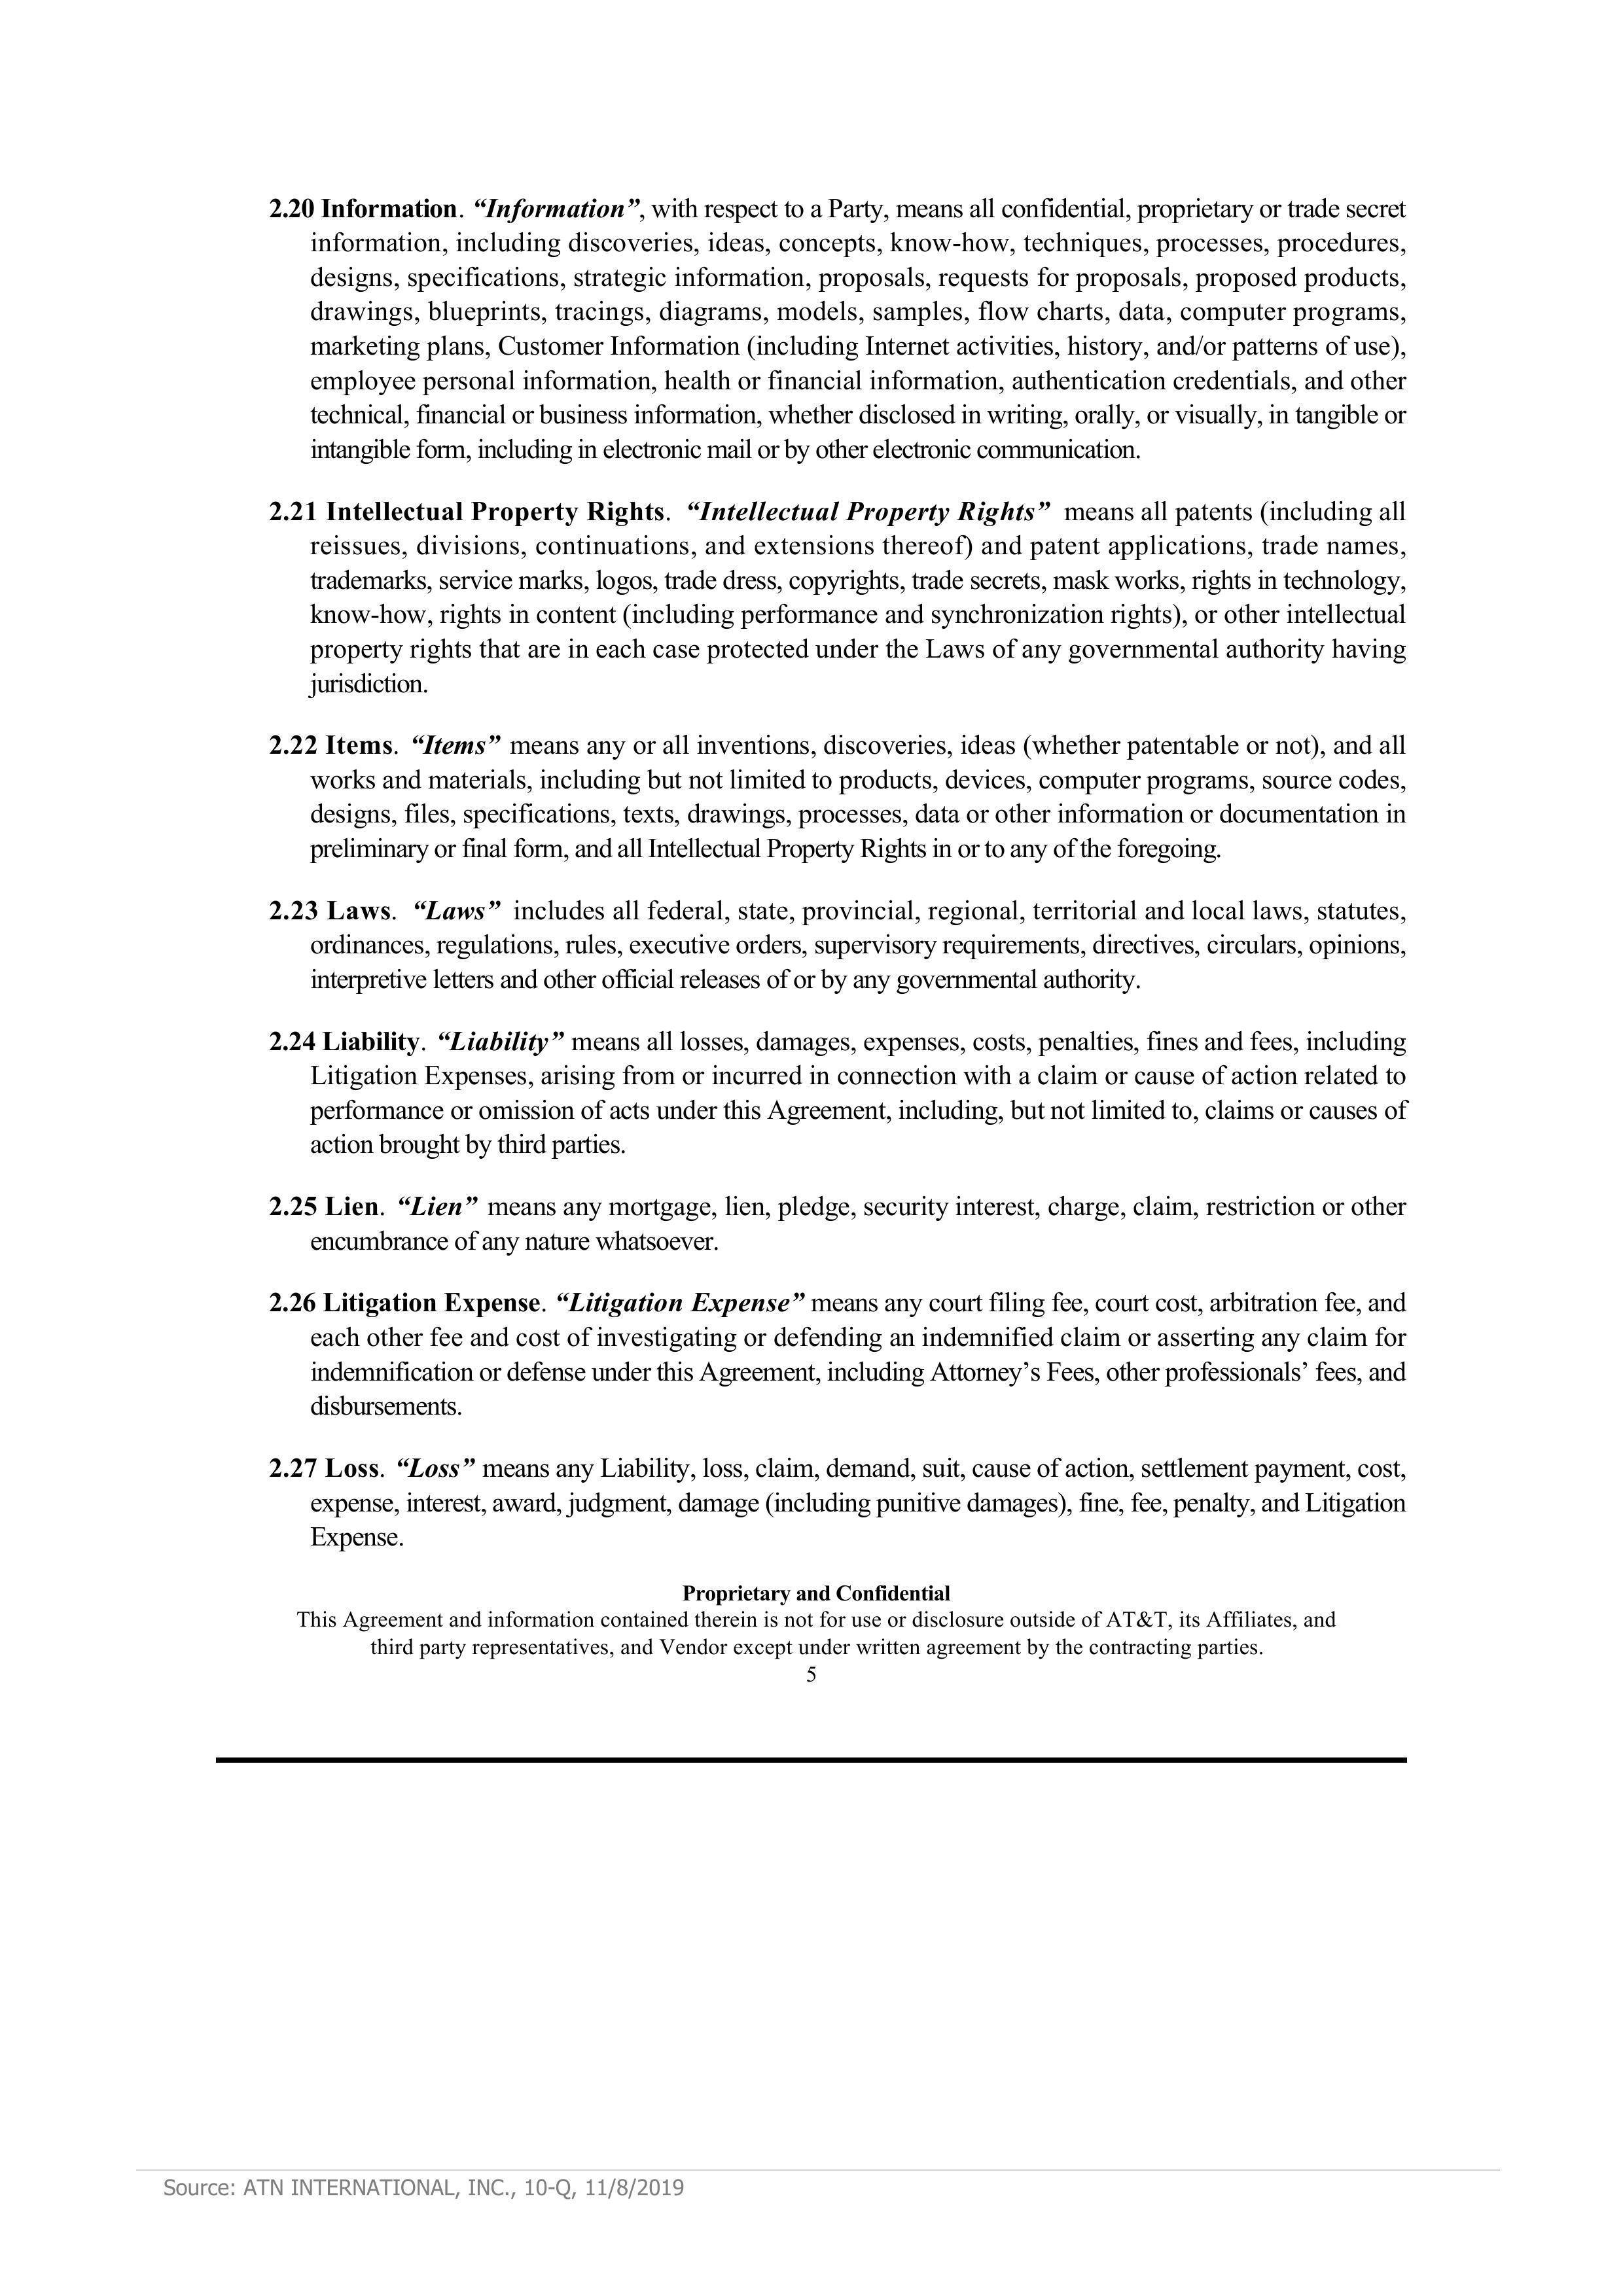 2.20 Information. “Information”, with respect to a Party, means all confidential, proprietary or trade secret
information, including discoveries, ideas, concepts, know-how, techniques, processes, procedures,
designs, specifications, strategic information, proposals, requests for proposals, proposed products,
drawings, blueprints, tracings, diagrams, models, samples, flow charts, data, computer programs,
marketing plans, Customer Information (including Internet activities, history, and/or patterns of use),
employee personal information, health or financial information, authentication credentials, and other
technical, financial or business information, whether disclosed in writing, orally, or visually, in tangible or
intangible form, including in electronic mail or by other electronic communication.
2.21 Intellectual Property Rights. “Intellectual Property Rights” means all patents (including all
reissues, divisions, continuations, and extensions thereof) and patent applications, trade names,
trademarks, service marks, logos, trade dress, copyrights, trade secrets, mask works, rights in technology,
know-how, rights in content (including performance and synchronization rights), or other intellectual
property rights that are in each case protected under the Laws of any governmental authority having
jurisdiction.
2.22 Items. “Items” means any or all inventions, discoveries, ideas (whether patentable or not), and all
works and materials, including but not limited to products, devices, computer programs, source codes,
designs, files, specifications, texts, drawings, processes, data or other information or documentation in
preliminary or final form, and all Intellectual Property Rights in or to any of the foregoing.
2.23 Laws. “Laws” includes all federal, state, provincial, regional, territorial and local laws, statutes,
ordinances, regulations, rules, executive orders, supervisory requirements, directives, circulars, opinions,
interpretive letters and other official releases of or by any governmental authority.
2.24 Liability. “Liability” means all losses, damages, expenses, costs, penalties, fines and fees, including
Litigation Expenses, arising from or incurred in connection with a claim or cause of action related to
performance or omission of acts under this Agreement, including, but not limited to, claims or causes of
action brought by third parties.
2.25 Lien. “Lien” means any mortgage, lien, pledge, security interest, charge, claim, restriction or other
encumbrance of any nature whatsoever.
2.26 Litigation Expense. “Litigation Expense” means any court filing fee, court cost, arbitration fee, and
each other fee and cost of investigating or defending an indemnified claim or asserting any claim for
indemnification or defense under this Agreement, including Attorney’s Fees, other professionals’ fees, and
disbursements.
2.27 Loss. “Loss” means any Liability, loss, claim, demand, suit, cause of action, settlement payment, cost,
expense, interest, award, judgment, damage (including punitive damages), fine, fee, penalty, and Litigation
Expense.
Proprietary and Confidential
This Agreement and information contained therein is not for use or disclosure outside of AT&T, its Affiliates, and
third party representatives, and Vendor except under written agreement by the contracting parties.
5
Source: ATN INTERNATIONAL, INC., 10-Q, 11/8/2019